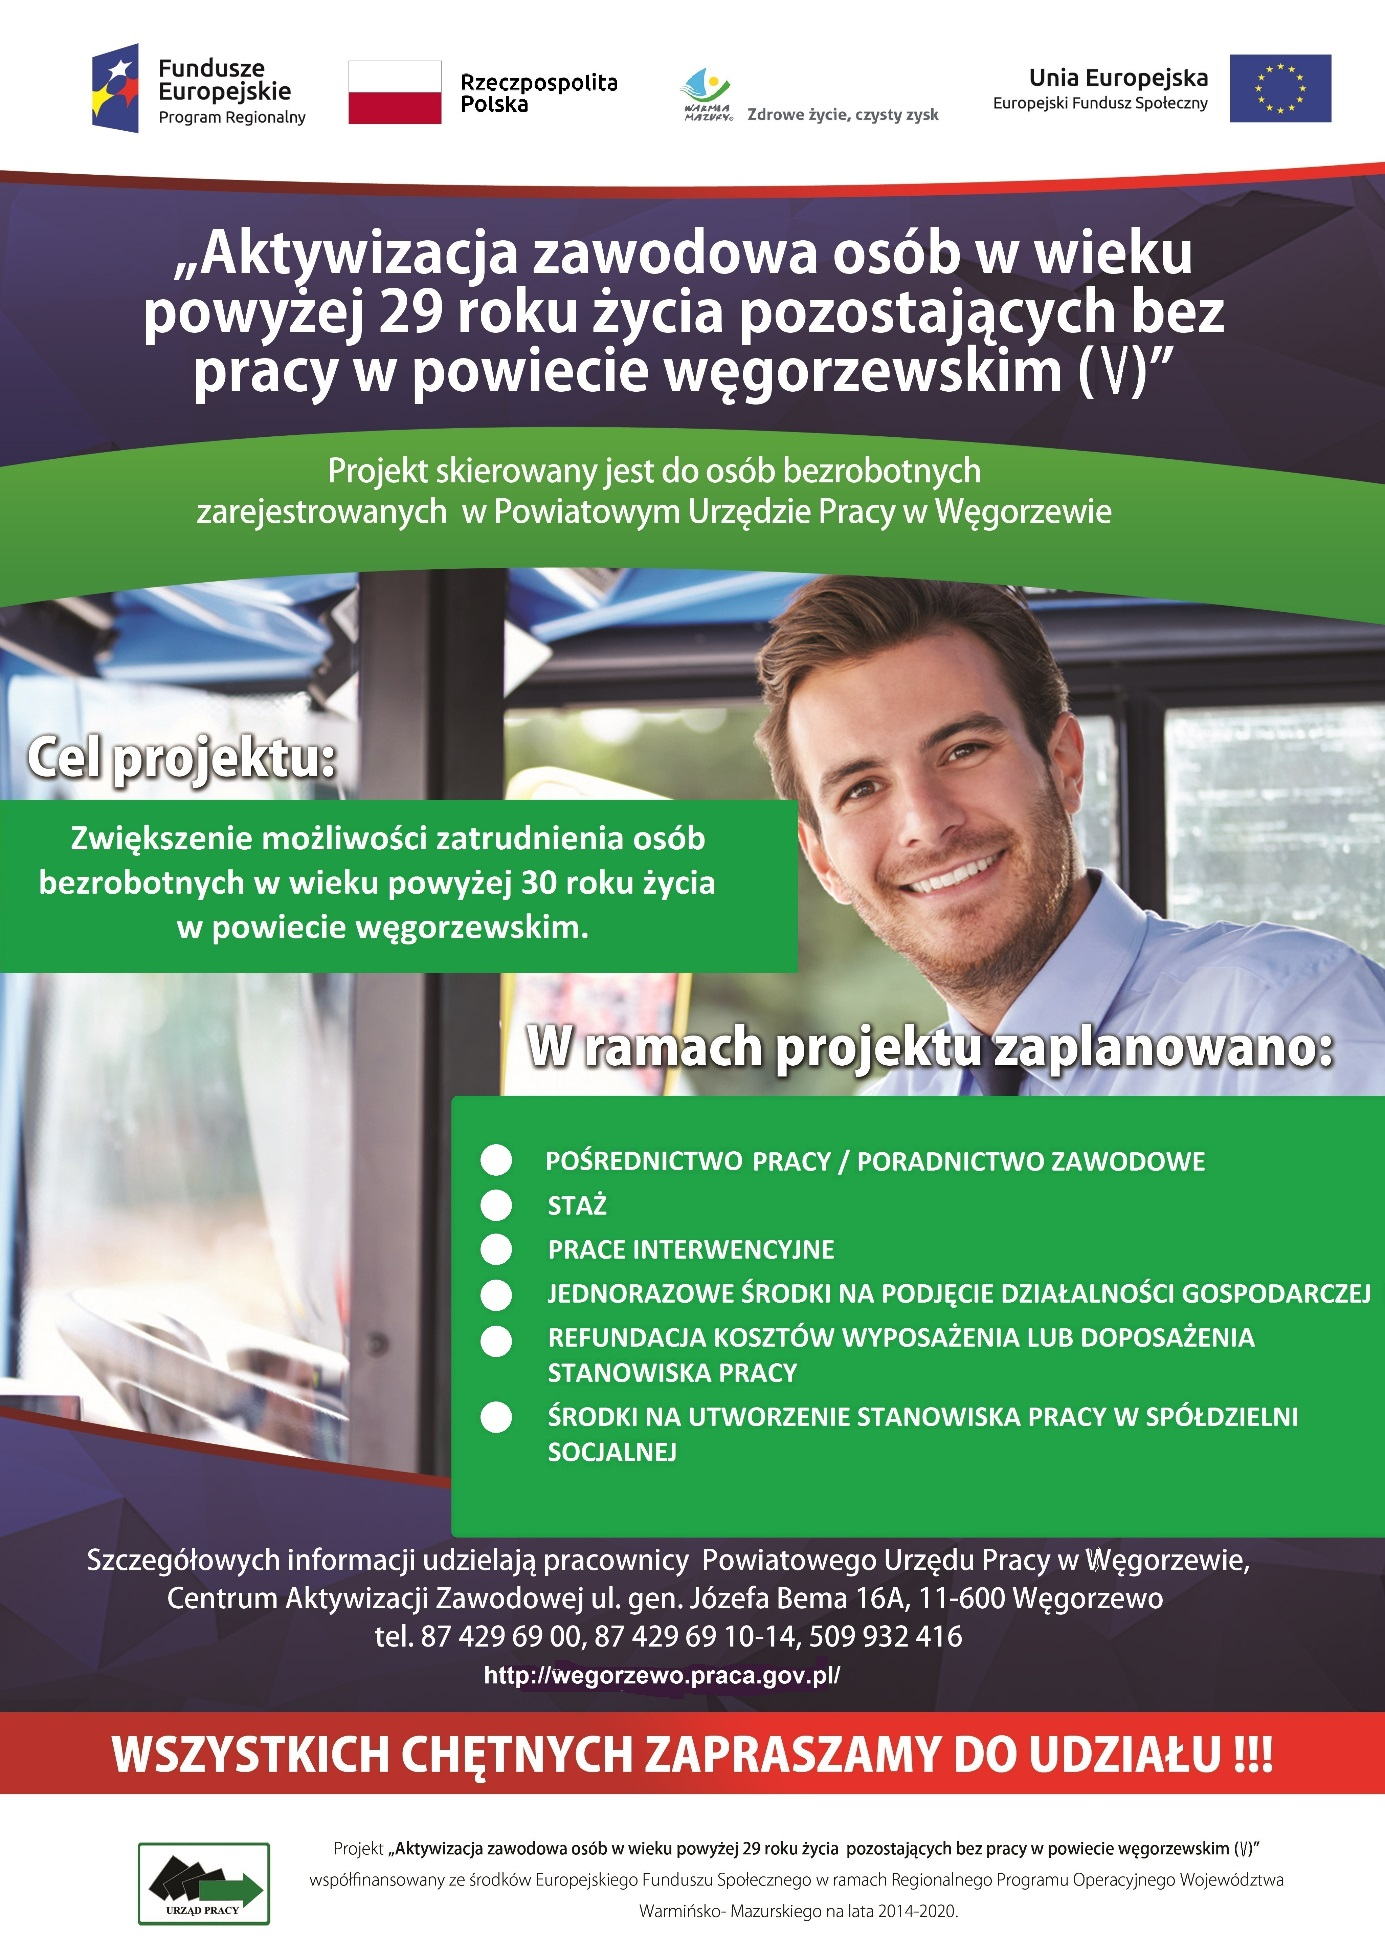 Fundusze
Europejskie
Program Regionalny
Rzeczpospolita
Polska
WARMIA
MAZURY
Zdrowe życie, czysty zysk
Unia Europejska
Europejski Fundusz Społeczny
„Aktywizacja zawodowa osób w wieku
powyżej 29 roku życia pozostających bez
pracy w powiecie węgorzewskim (V)”
Projekt skierowany jest do osób bezrobotnych
zarejestrowanych w Powiatowym Urzędzie Pracy w Węgorzewie
Cel projektu:
Zwiększenie możliwości zatrudnienia osób
bezrobotnych w wieku powyżej 30 roku życia
w powiecie węgorzewskim.
W ramach projektu zaplanowano:
POŚREDNICTWO PRACY / PORADNICTWO ZAWODOWE
STAŻ
PRACE INTERWENCYJNE
JEDNORAZOWE ŚRODKI NA PODJĘCIE DZIAŁALNOŚCI GOSPODARCZEJ
REFUNDACJA KOSZTÓW WYPOSAŻENIA LUB DOPOSAŻENIA
STANOWISKA PRACY
ŚRODKI NA UTWORZENIE STANOWISKA PRACY W SPÓŁDZIELNI
SOCJALNEJ
Szczegółowych informacji udzielają pracownicy Powiatowego Urzędu Pracy w Węgorzewie,
Centrum Aktywizacji Zawodowej ul. gen. Józefa Bema 16A, 11-600 Węgorzewo
tel. 87 429 69 00, 87 429 69 10-14, 509 932 416
http://wegorzewo.praca.gov.pl/
WSZYSTKICH CHĘTNYCH ZAPRASZAMY DO UDZIAŁU !!!
URZĄD PRACY
Projekt „Aktywizacja zawodowa osób w wieku powyżej 29 roku życia pozostających bez pracy w powiecie węgorzewskim (V)”
współfinansowany ze środków Europejskiego Funduszu Społecznego w ramach Regionalnego Programu Operacyjnego Województwa
Warmińsko- Mazurskiego na lata 2014-2020.